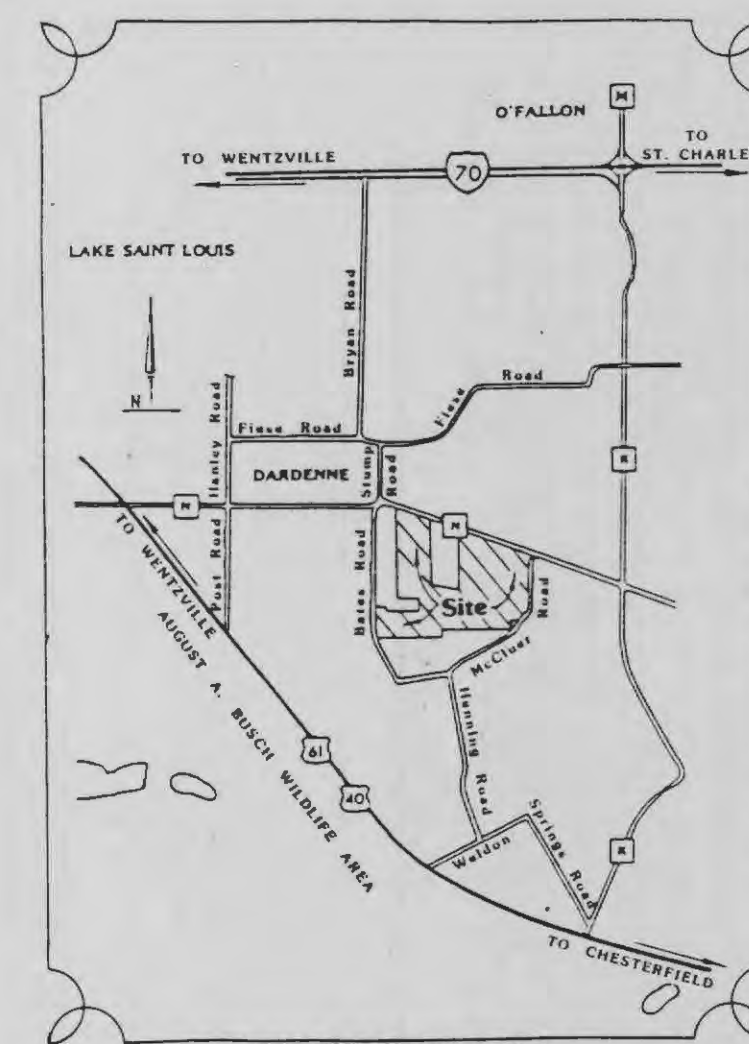 M
O'FALLON
TO
ST. CHARLE
TO WENTZVILLE
70
LAKE SAINT LOUIS
N
Bryan Road
Fiese Road
Hanley Road
Fiese Road
DARDENNE
Stump
Road
N
N
K
TO WENTZVILLE
Post Road
Bates Road
Site
McCluer
Road
AUGUST A. BUSCH WILDLIFE AREA
Hanning Road
61
40
Weldon
Springs Road
K
TO CHESTERFIELD